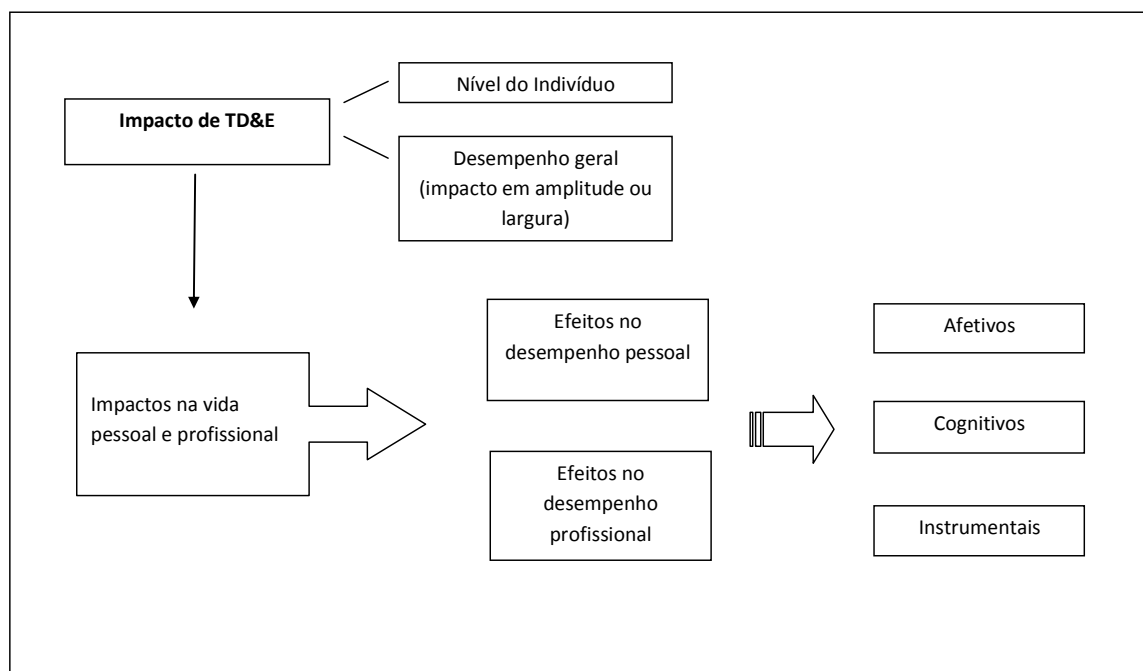 Nível do Indivíduo
Impacto de TD&E
Desempenho geral
(impacto em amplitude ou
largura)
Efeitos no
desempenho pessoal
Afetivos
Impactos na vida
pessoal e profissional
Cognitivos
Efeitos no
desempenho
profissional
Instrumentais